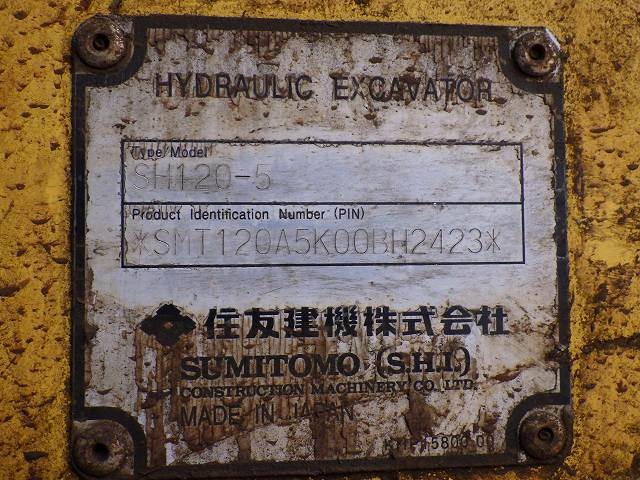 HYDRAULIC EXCAVATOR
Type/Model
SH120-5
Product Identification Number (PIN)
*SMT120A5K00BH2423*
住友建機株式会社
SUMITOMO (S.H.I.)
CONSTRUCTION MACHINERY CO., LTD.
MADE IN JAPAN